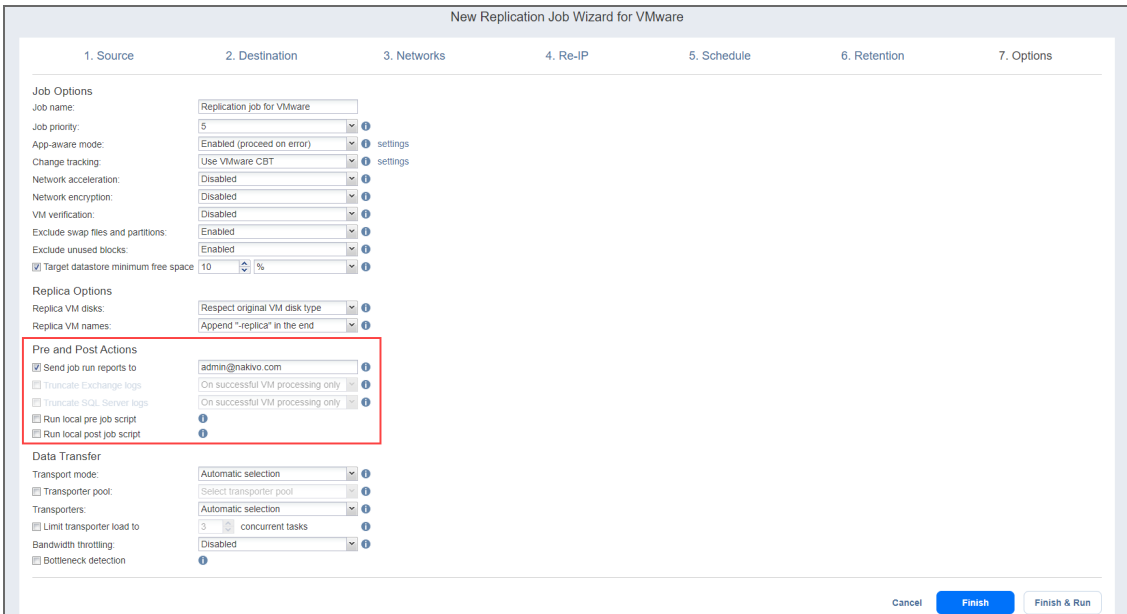 New Replication Job Wizard for VMware
1. Source 2. Destination 3. Networks 4. Re-IP 5. Schedule 6. Retention 7. Options
Job Options
Job name: Replication job for VMware
Job priority: 5
App-aware mode: Enabled (proceed on error) settings
Change tracking: Use VMware CBT settings
Network acceleration: Disabled
Network encryption: Disabled
VM verification: Disabled
Exclude swap files and partitions: Enabled
Exclude unused blocks: Enabled
Target datastore minimum free space 10 %
Replica Options
Replica VM disks: Respect original VM disk type
Replica VM names: Append "-replica" in the end
Pre and Post Actions
Send job run reports to admin@nakivo.com
Truncate Exchange logs On successful VM processing only
Truncate SQL Server logs On successful VM processing only
Run local pre job script
Run local post job script
Data Transfer
Transport mode: Automatic selection
Transporter pool: Select transporter pool
Transporters: Automatic selection
Limit transporter load to 3 concurrent tasks
Bandwidth throttling: Disabled
Bottleneck detection
Cancel Finish Finish & Run